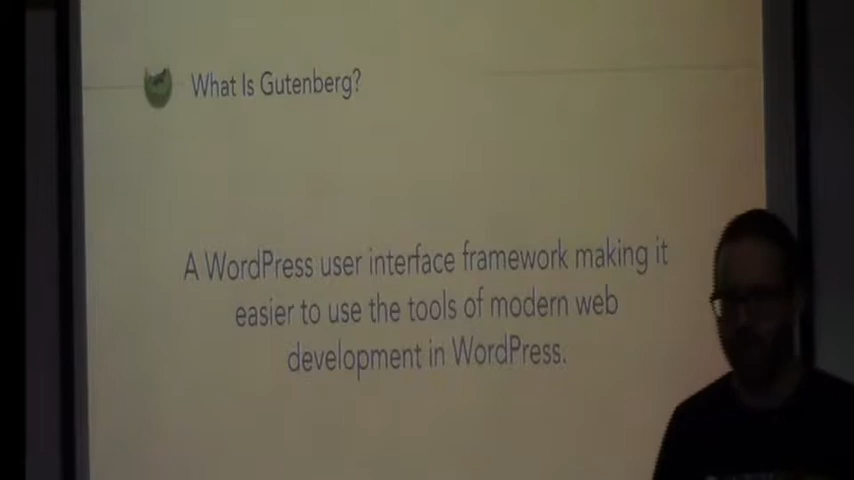 What Is Gutenberg?
A WordPress user interface framework making it
easier to use the tools of modern web
development in WordPress.